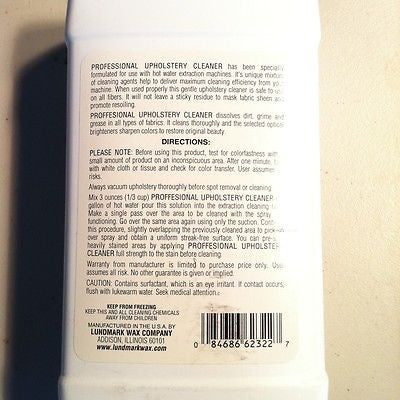 PROFESSIONAL UPHOLSTERY CLEANER has been specially
formulated for use with hot water extraction machines. It's unique mixture
of cleaning agents help to deliver maximum cleaning efficiency from your
machine. When used properly this gentle upholstery cleaner is safe to use
on all fibers. It will not leave a sticky residue to mask fabric sheen and
promote resoiling.
PROFFESIONAL UPHOLSTERY CLEANER dissolves dirt, grime and
grease in all types of fabrics. It cleans thoroughly and the selected optical
brighteners sharpen colors to restore original beauty.
DIRECTIONS:
PLEASE NOTE: Before using this product, test for colorfastness with
small amount of product on an inconspicuous area. After one minute,
with white cloth or tissue and check for color transfer. User assumes
risks.
Always vacuum upholstery thoroughly before spot removal or cleaning
Mix 3 ounces (1/3 cup) PROFESSIONAL UPHOLSTERY CLEANER
gallon of hot water pour this solution into the extraction cleaning
Make a single pass over the area to be cleaned with the spray
functioning. Go over the same area again using only the suction. Cont
this procedure, slightly overlapping the previously cleaned area to pick-
over spray and obtain a uniform streak-free surface. You can pre-s
heavily stained areas by applying PROFFESIONAL UPHOLSTER
CLEANER full strength to the stain before cleaning.
Warranty from manufacturer is limited to purchase price only. Us
assumes all risk. No other guarantee is given or implied.
CAUTION: Contains surfactant, which is an eye irritant. If contact occurs,
flush with lukewarm water. Seek medical attention.
KEEP FROM FREEZING
KEEP THIS AND ALL CLEANING CHEMICALS
AWAY FROM CHILDREN
MANUFACTURED IN THE U.S.A. BY
LUNDMARK WAX COMPANY
ADDISON, ILLINOIS 60101
www.lundmarkwax.com
0 84686 62322 7